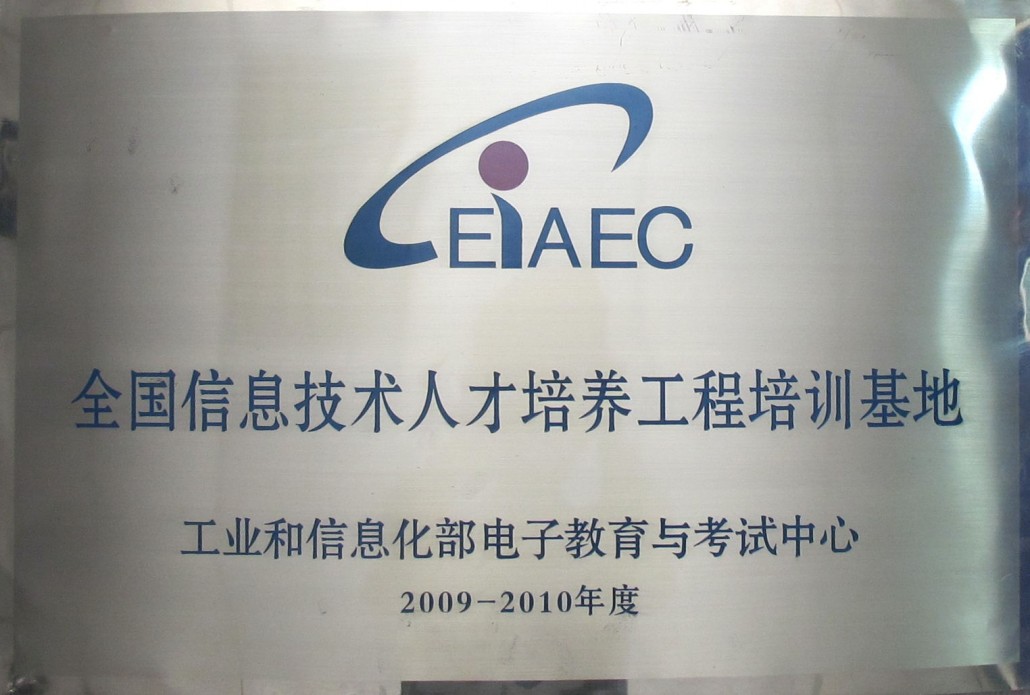 CEIAEC
全国信息技术人才培养工程培训基地
工业和信息化部电子教育与考试中心
2009-2010年度